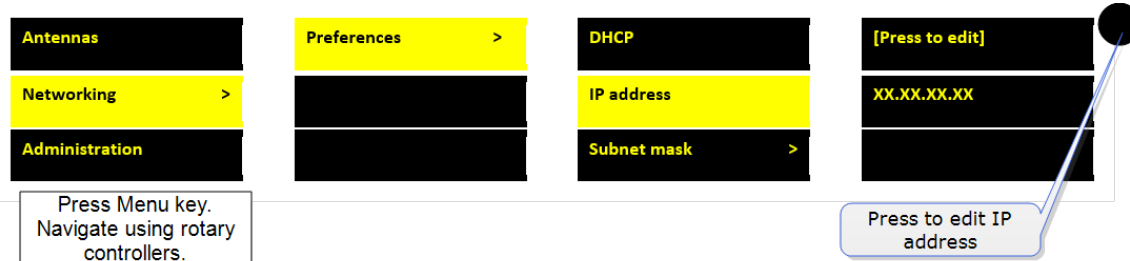 Antennas
Networking >
Administration
Preferences >
DHCP
IP address
Subnet mask >
[Press to edit]
XX.XX.XX.XX
Press Menu key.
Navigate using rotary
controllers.
Press to edit IP
address